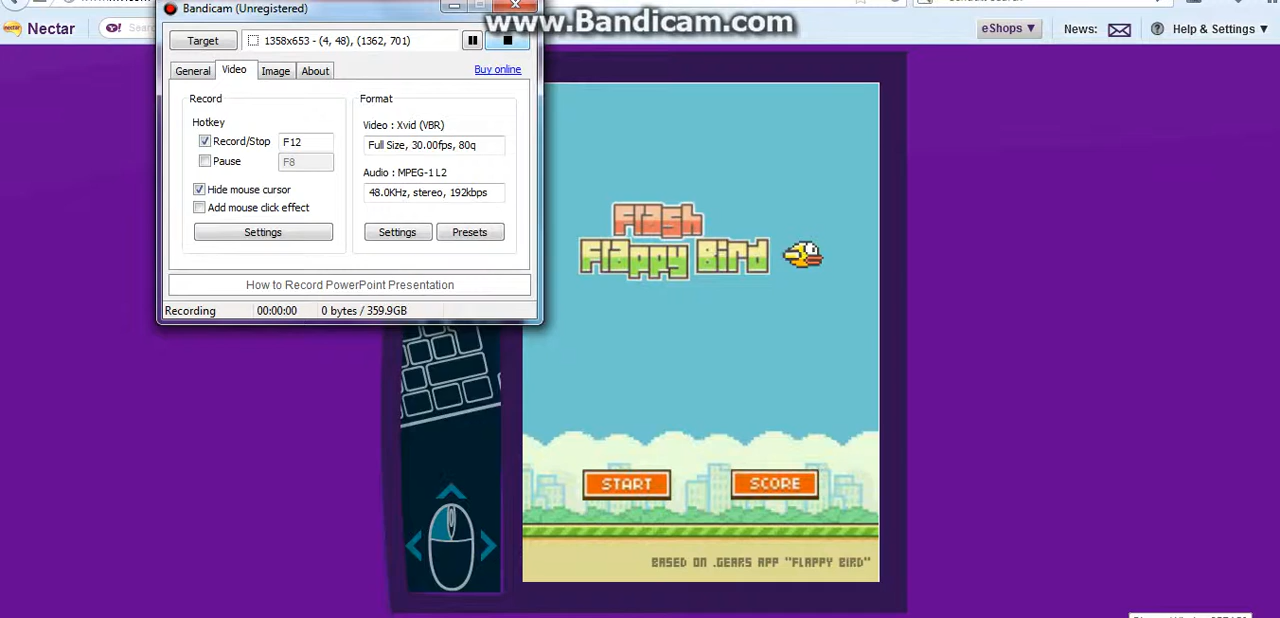 Bandicam (Unregistered)
www.Bandicam.com
Nectar
eShops ▼
News:
Help & Settings ▼
Target
1358x653 - (4, 48), (1362, 701)
General
Video
Image
About
Buy online
Record
Format
Hotkey
Video : Xvid (VBR)
Record/Stop
F12
Full Size, 30.00fps, 80q
Pause
F8
Audio : MPEG-1 L2
Hide mouse cursor
48.0KHz, stereo, 192kbps
Add mouse click effect
Settings
Settings
Presets
How to Record PowerPoint Presentation
Recording
00:00:00
0 bytes / 359.9GB
Flash
Flappy Bird
START
SCORE
BASED ON .GEARS APP "FLAPPY BIRD"